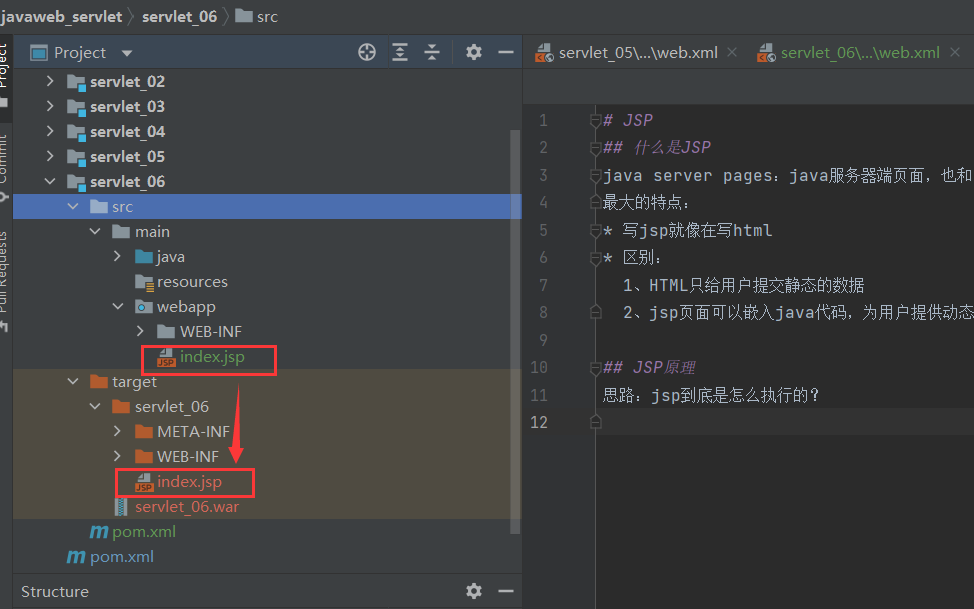 javaweb_servlet servlet_06 src
Project
Project
servlet_05\...\web.xml
servlet_06\...\web.xml
servlet_02
servlet_03
servlet_04
servlet_05
servlet_06
src
main
java
resources
webapp
WEB-INF
index.jsp
target
servlet_06
META-INF
WEB-INF
index.jsp
servlet_06.war
pom.xml
pom.xml
Structure
Commit
Pull Requests
1 # JSP
2 ## 什么是JSP
3 java server pages：java服务器端页面，也和
4 最大的特点：
5 * 写jsp就像在写html
6 * 区别：
7 1、HTML只给用户提交静态的数据
8 2、jsp页面可以嵌入java代码，为用户提供动态
9
10 ## JSP原理
11 思路：jsp到底是怎么执行的？
12